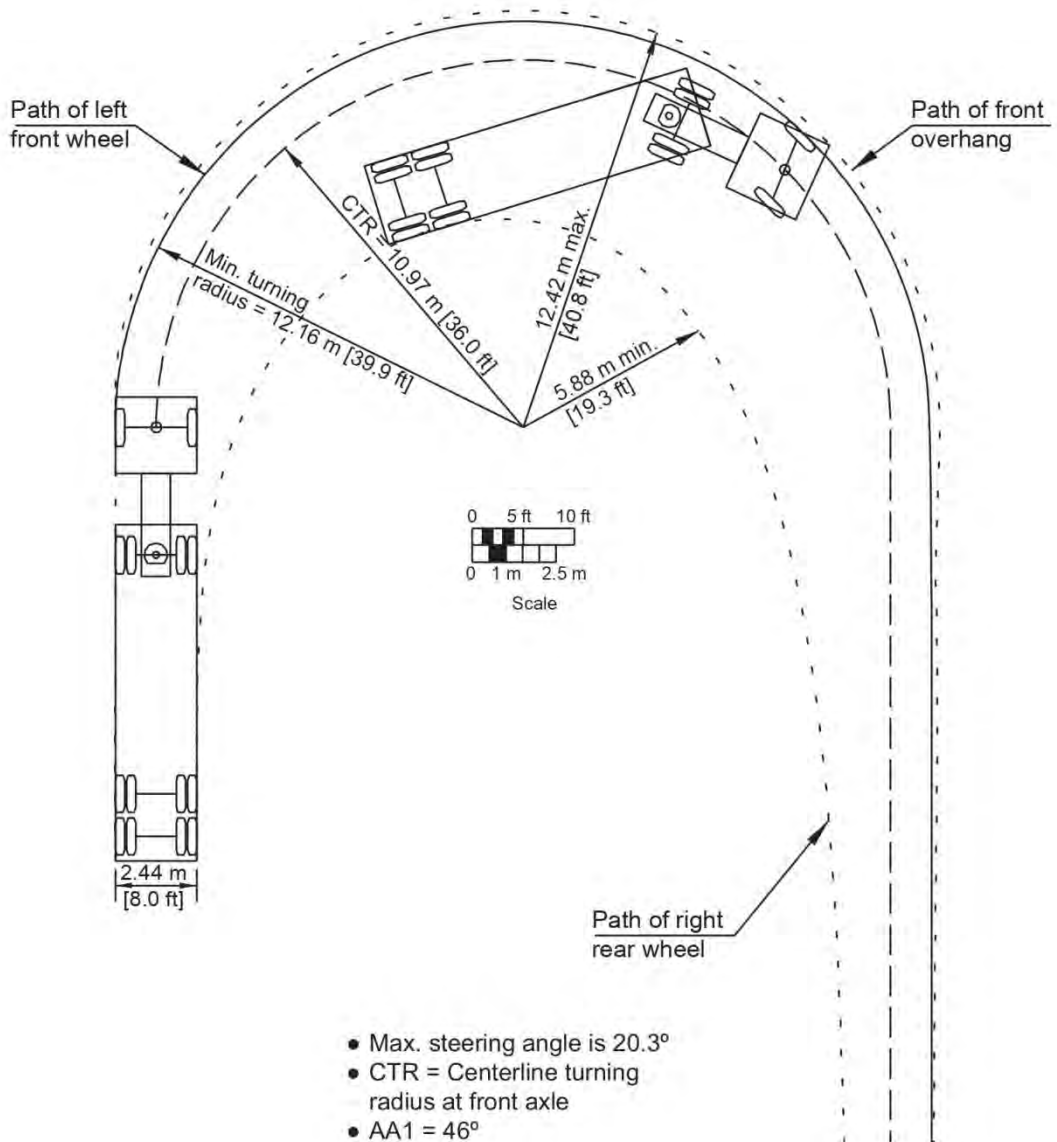 Path of left
front wheel
Path of front
overhang
CTR = 10.97 m [36.0 ft]
Min. turning
radius = 12.16 m [39.9 ft]
12.42 m max.
[40.8 ft]
5.88 m min.
[19.3 ft]
0 5 ft 10 ft
0 1 m 2.5 m
Scale
2.44 m
[8.0 ft]
Path of right
rear wheel
● Max. steering angle is 20.3º
● CTR = Centerline turning
radius at front axle
● AA1 = 46º